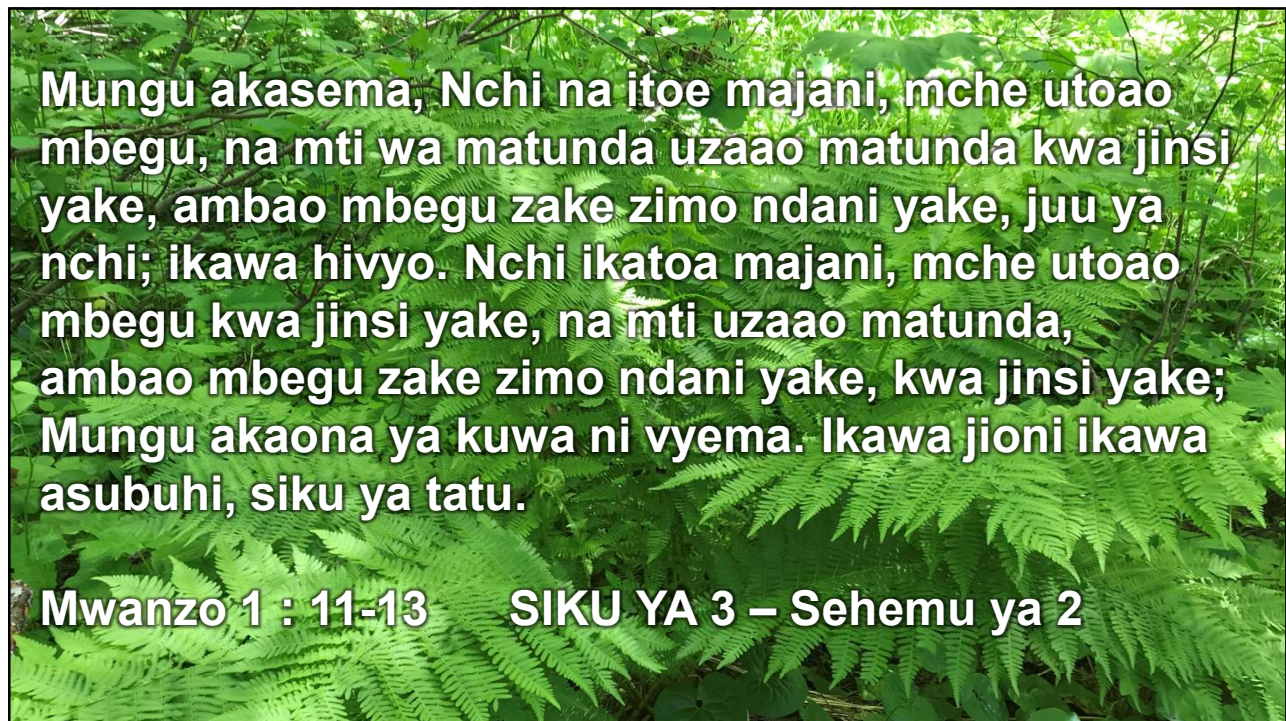 Mungu akasema, Nchi na itoe majani, mche utoao
mbegu, na mti wa matunda uzaao matunda kwa jinsi
yake, ambao mbegu zake zimo ndani yake, juu ya
nchi; ikawa hivyo. Nchi ikatoa majani, mche utoao
mbegu kwa jinsi yake, na mti uzaao matunda,
ambao mbegu zake zimo ndani yake, kwa jinsi yake;
Mungu akaona ya kuwa ni vyema. Ikawa jioni ikawa
asubuhi, siku ya tatu.
Mwanzo 1 : 11-13 SIKU YA 3 – Sehemu ya 2